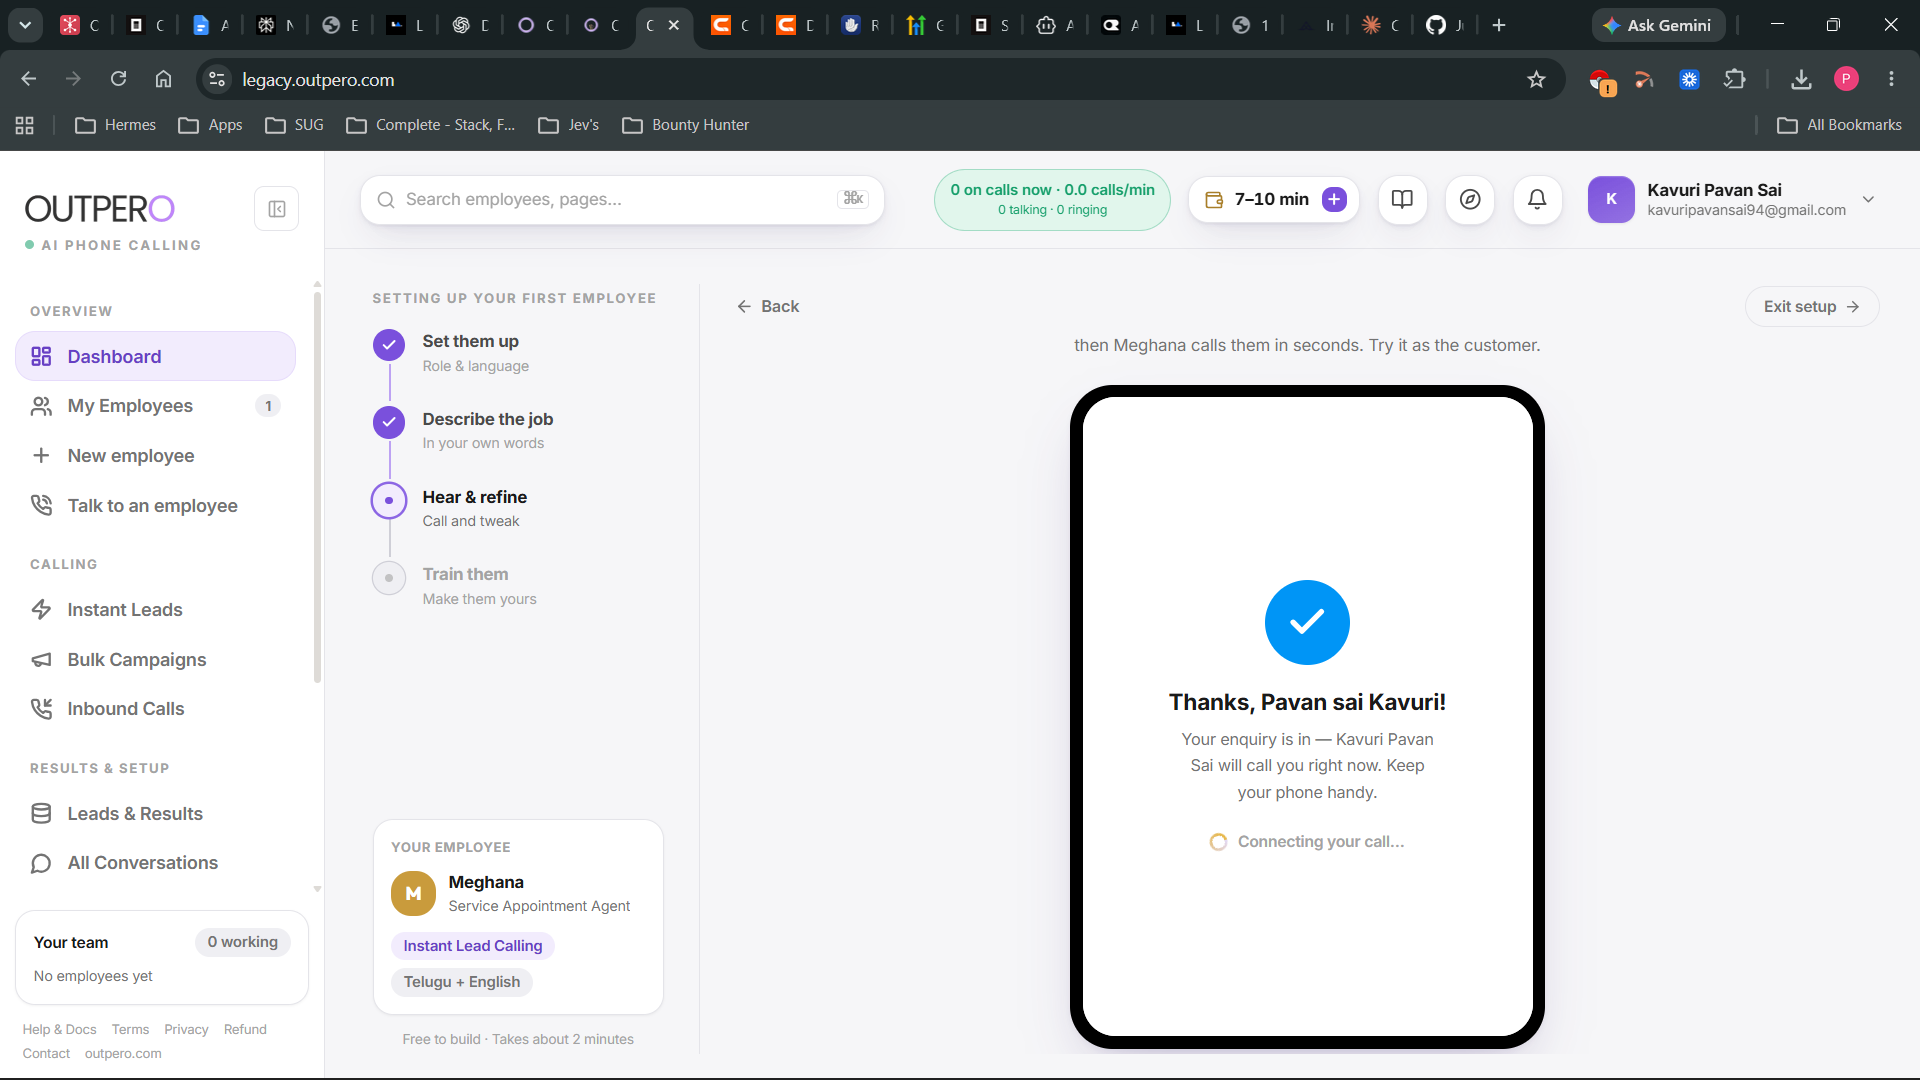 Ask Gemini
legacy.outpero.com
Hermes
Apps
SUG
Complete - Stack, F...
Jev's
Bounty Hunter
All Bookmarks
OUTPERO
AI PHONE CALLING
Search employees, pages...
⌘k
0 on calls now · 0.0 calls/min
0 talking · 0 ringing
7–10 min
K
Kavuri Pavan Sai
kavuripavansai94@gmail.com
OVERVIEW
Dashboard
My Employees
1
New employee
Talk to an employee
CALLING
Instant Leads
Bulk Campaigns
Inbound Calls
RESULTS & SETUP
Leads & Results
All Conversations
Your team
0 working
No employees yet
Help & Docs
Terms
Privacy
Refund
Contact
outpero.com
SETTING UP YOUR FIRST EMPLOYEE
Set them up
Role & language
Describe the job
In your own words
Hear & refine
Call and tweak
Train them
Make them yours
YOUR EMPLOYEE
M
Meghana
Service Appointment Agent
Instant Lead Calling
Telugu + English
Free to build · Takes about 2 minutes
Back
Exit setup
then Meghana calls them in seconds. Try it as the customer.
Thanks, Pavan sai Kavuri!
Your enquiry is in — Kavuri Pavan
Sai will call you right now. Keep
your phone handy.
Connecting your call...